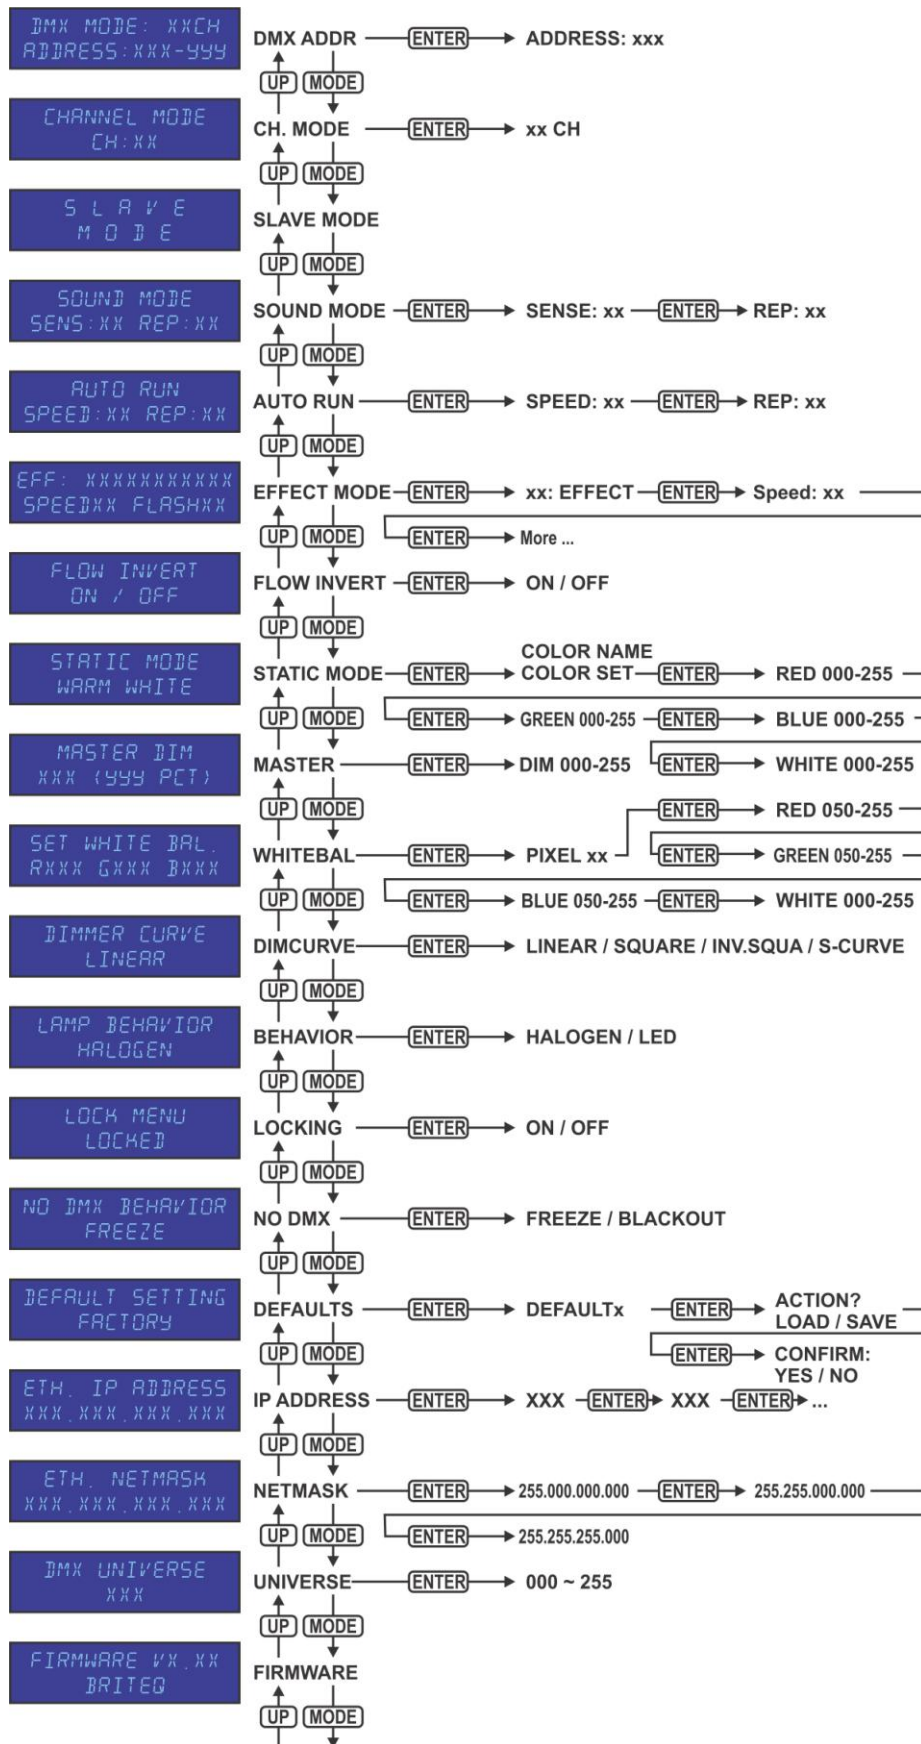 DMX MODE: XXCH
ADDRESS:XXX-YYY
DMX ADDR ENTER ADDRESS: xxx
UP MODE
CHANNEL MODE
CH:XX
CH. MODE ENTER xx CH
UP MODE
S L A V E
M O D E
SLAVE MODE
UP MODE
SOUND MODE
SENS:XX REP:XX
SOUND MODE ENTER SENSE: xx ENTER REP: xx
UP MODE
AUTO RUN
SPEED:XX REP:XX
AUTO RUN ENTER SPEED: xx ENTER REP: xx
UP MODE
EFF: XXXXXXXXXXX
SPEEDXX FLASHXX
EFFECT MODE ENTER xx: EFFECT ENTER Speed: xx
UP MODE ENTER More ...
FLOW INVERT
ON / OFF
FLOW INVERT ENTER ON / OFF
UP MODE
STATIC MODE
WARM WHITE
COLOR NAME
STATIC MODE ENTER COLOR SET ENTER RED 000-255
UP MODE ENTER GREEN 000-255 ENTER BLUE 000-255
MASTER DIM
XXX (YYY PCT)
MASTER ENTER DIM 000-255 ENTER WHITE 000-255
UP MODE ENTER RED 050-255
SET WHITE BAL.
RXXX GXXX BXXX
WHITEBAL ENTER PIXEL xx ENTER GREEN 050-255
UP MODE ENTER BLUE 050-255 ENTER WHITE 000-255
DIMMER CURVE
LINEAR
DIMCURVE ENTER LINEAR / SQUARE / INV.SQUA / S-CURVE
UP MODE
LAMP BEHAVIOR
HALOGEN
BEHAVIOR ENTER HALOGEN / LED
UP MODE
LOCK MENU
LOCKED
LOCKING ENTER ON / OFF
UP MODE
NO DMX BEHAVIOR
FREEZE
NO DMX ENTER FREEZE / BLACKOUT
UP MODE
DEFAULT SETTING
FACTORY
DEFAULTS ENTER DEFAULTx ENTER ACTION?
LOAD / SAVE
UP MODE ENTER CONFIRM:
YES / NO
ETH. IP ADDRESS
XXX.XXX.XXX.XXX
IP ADDRESS ENTER XXX ENTER XXX ENTER ...
UP MODE
ETH. NETMASK
XXX.XXX.XXX.XXX
NETMASK ENTER 255.000.000.000 ENTER 255.255.000.000
UP MODE ENTER 255.255.255.000
DMX UNIVERSE
XXX
UNIVERSE ENTER 000 ~ 255
UP MODE
FIRMWARE VX.XX
BRITEQ
FIRMWARE
UP MODE